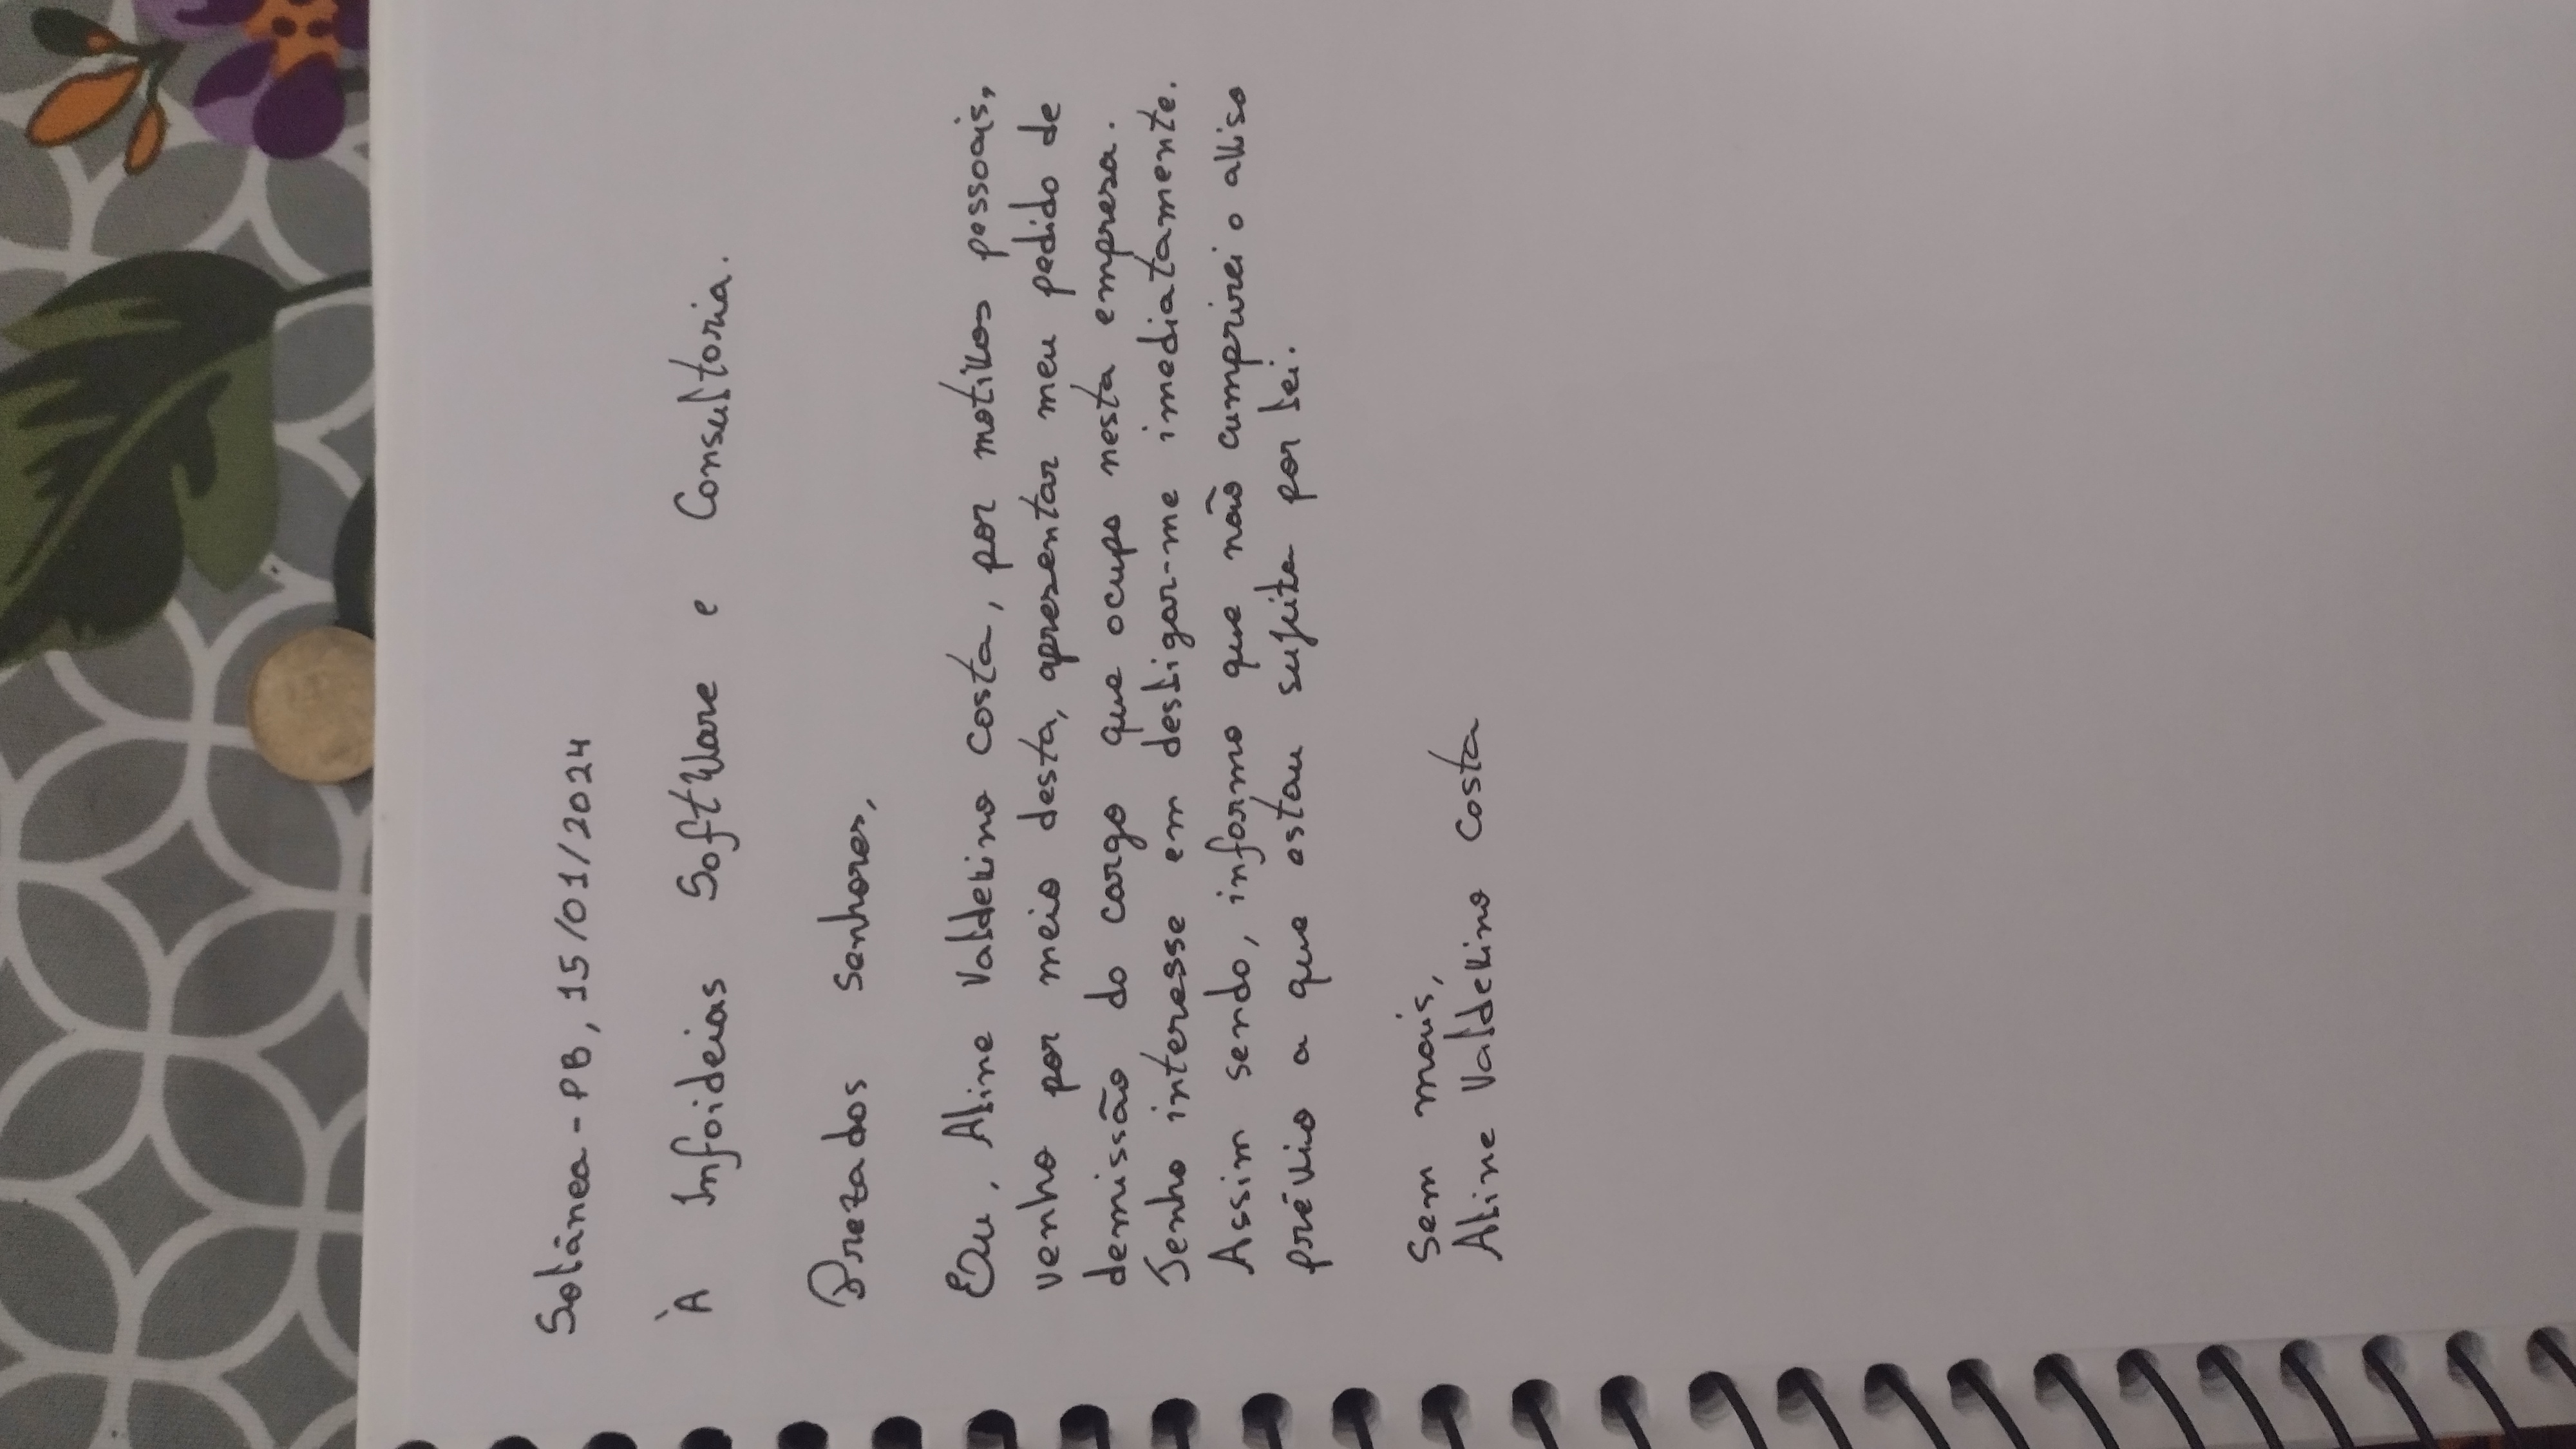 Solânea - PB, 15/01/2024
À Infoideias Software e Consultoria.
Prezados Senhores,
Eu, Aline Valdevino Costa, por motivos pessoais,
venho por meio desta, apresentar meu pedido de
demissão do cargo que ocupo nesta empresa.
Tenho interesse em desligar-me imediatamente.
Assim sendo, informo que não cumprirei o aviso
prévio a que estou sujeita por lei.
Sem mais,
Aline Valdevino Costa